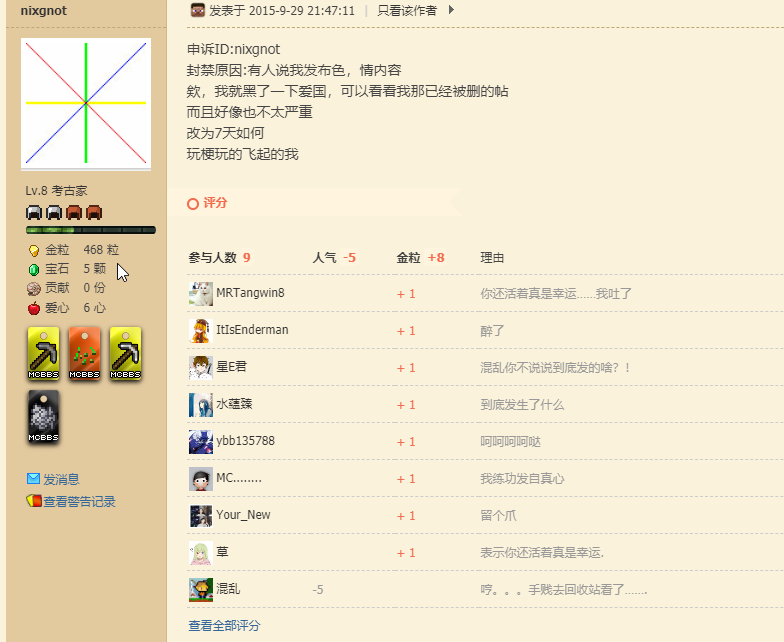 nixgnot
发表于 2015-9-29 21:47:11 | 只看该作者
申诉ID:nixgnot
封禁原因:有人说我发布色，情内容
欸，我就黑了一下爱国，可以看看我那已经被删的帖
而且好像也不太严重
改为7天如何
玩梗玩的飞起的我
Lv.8 考古家
金粒 468 粒
宝石 5 颗
贡献 0 份
爱心 6 心
MCBBS MCBBS MCBBS
MCBBS
发消息
查看警告记录
评分
参与人数 9 人气 -5 金粒 +8 理由
MRTangwin8 + 1 你还活着真是幸运......我吐了
ItIsEnderman + 1 醉了
星E君 + 1 混乱你不说说到底发的啥？！
水蕴臻 + 1 到底发生了什么
ybb135788 + 1 呵呵呵呵哒
MC........ + 1 我练功发自真心
Your_New + 1 留个爪
草 + 1 表示你还活着真是幸运.
混乱 -5 哼。。。手贱去回收站看了.......
查看全部评分